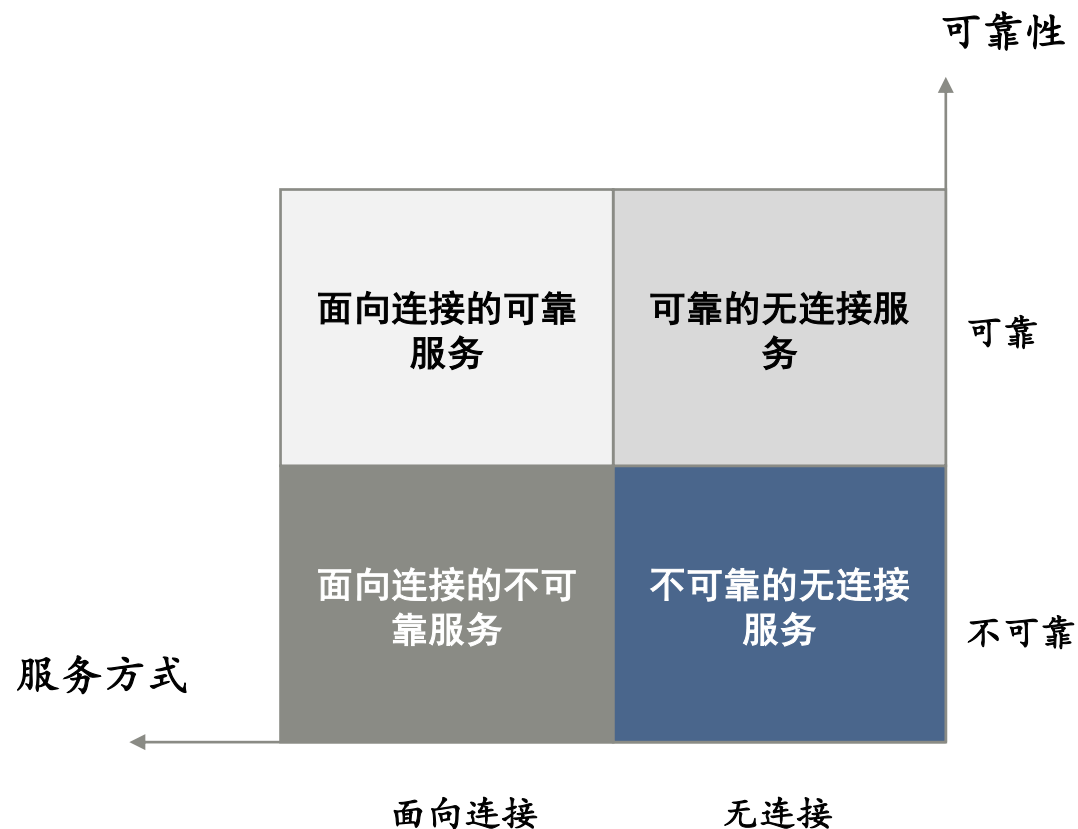 可靠性
面向连接的可靠
服务
可靠的无连接服
务
可靠
面向连接的不可
靠服务
不可靠的无连接
服务
不可靠
服务方式
面向连接
无连接